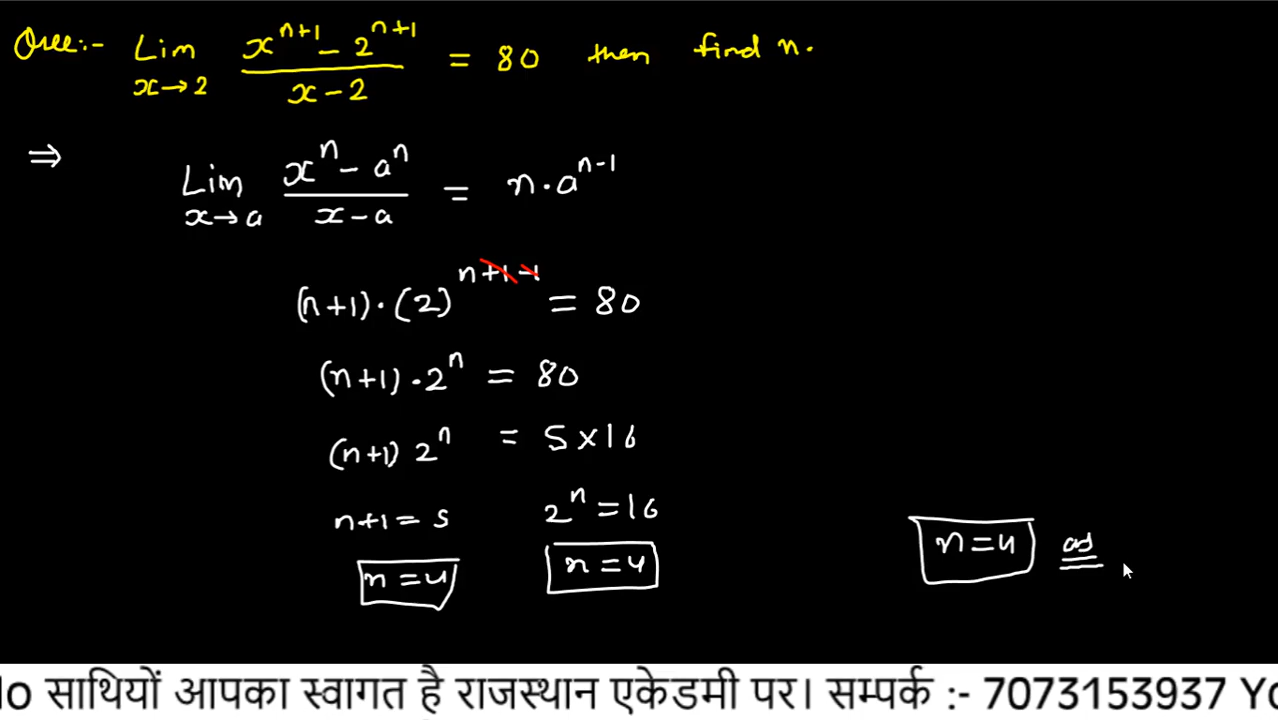 Que:- Lim x→2 (x^(n+1) - 2^(n+1))/(x-2) = 80 then find n.
⇒ Lim x→a (x^n - a^n)/(x-a) = n·a^(n-1)
(n+1)·(2)^(n+1-1) = 80
(n+1)·2^n = 80
(n+1) 2^n = 5×16
n+1 = 5 2^n = 16
n=4 n=4 n=4
lo साथियों आपका स्वागत है राजस्थान एकेडमी पर। सम्पर्क :- 7073153937 Yo